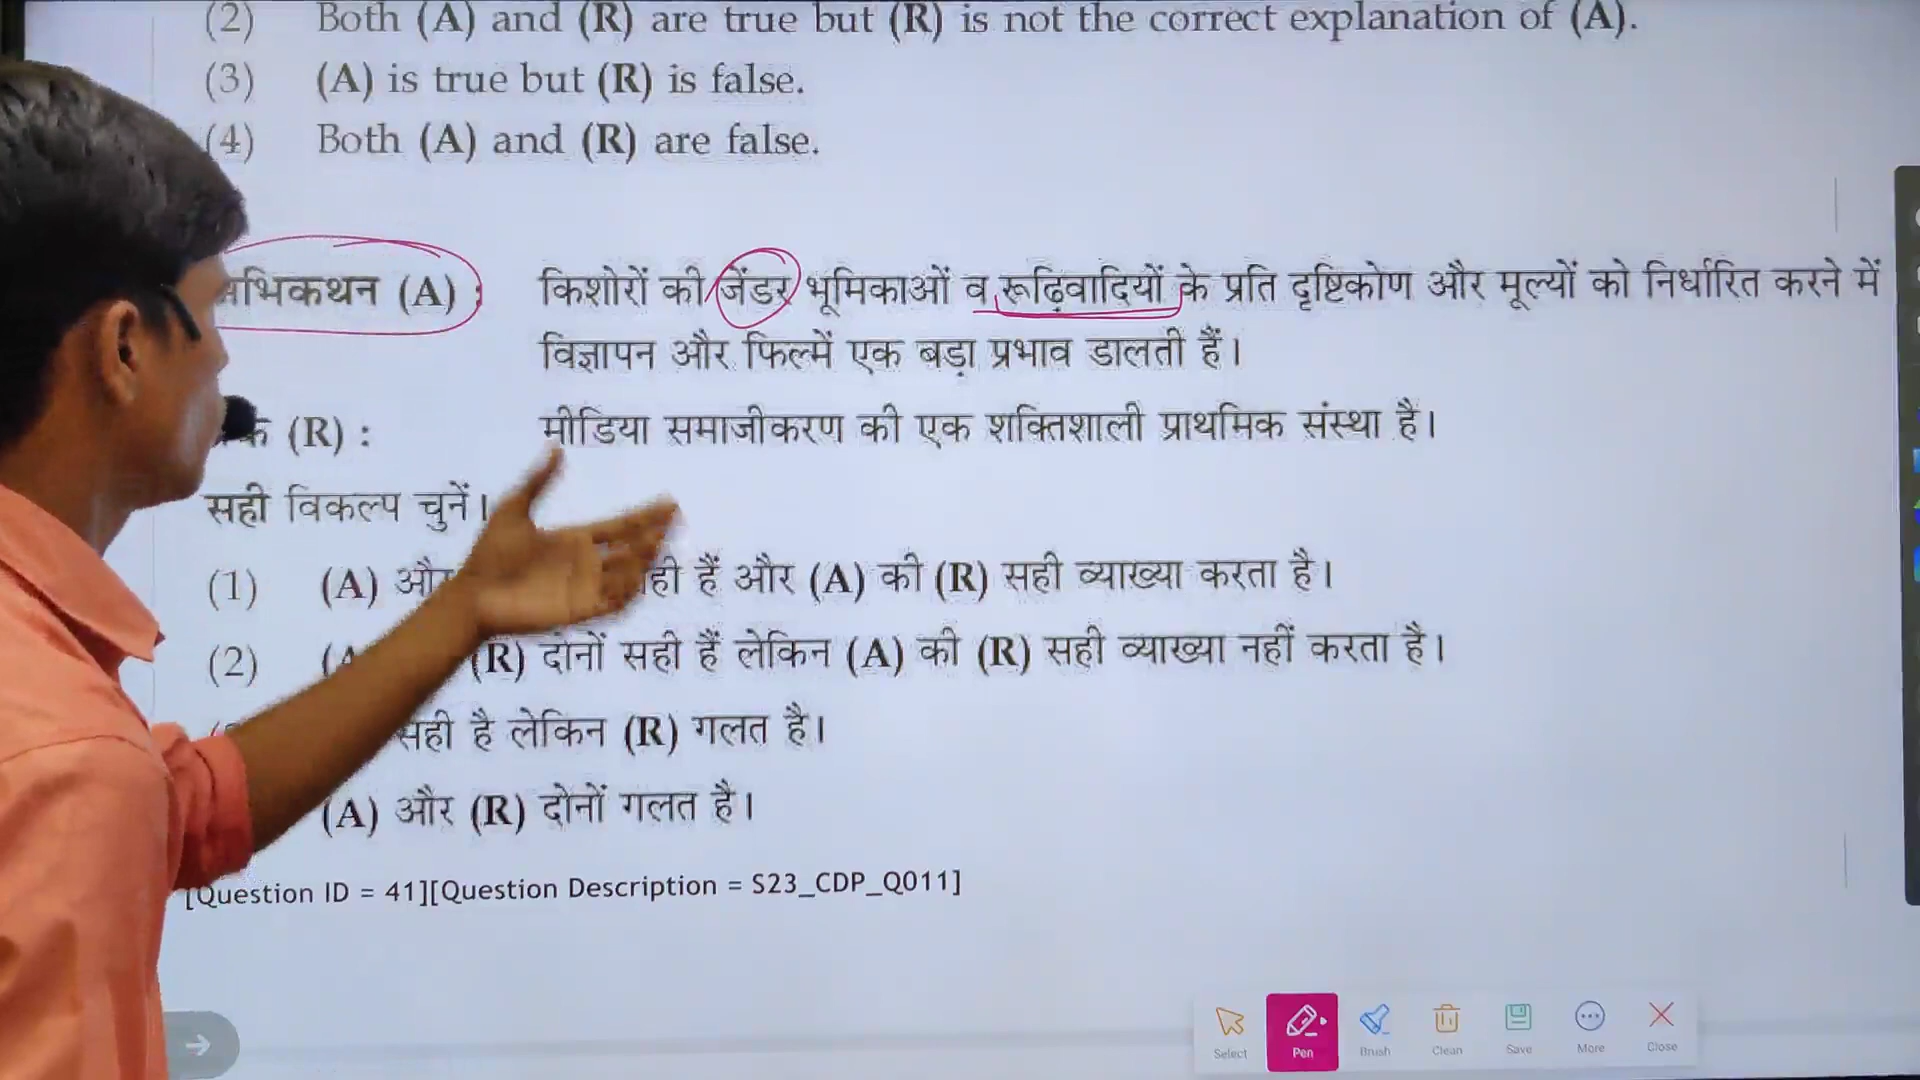 (2) Both (A) and (R) are true but (R) is not the correct explanation of (A).
(3) (A) is true but (R) is false.
(4) Both (A) and (R) are false.
(A) : किशोरों की जेंडर भूमिकाओं व रूढ़िवादियों के प्रति दृष्टिकोण और मूल्यों को निर्धारित करने में
विज्ञापन और फिल्में एक बड़ा प्रभाव डालती हैं।
(R) : मीडिया समाजीकरण की एक शक्तिशाली प्राथमिक संस्था है।
सही विकल्प चुनें।
(1) (A) हैं और (A) की (R) सही व्याख्या करता है।
(2) (R) दोनों सही हैं लेकिन (A) की (R) सही व्याख्या नहीं करता है।
सही है लेकिन (R) गलत है।
(A) और (R) दोनों गलत है।
[Question ID = 41][Question Description = S23_CDP_Q011]
Select Pen Brush Clean Save More Close